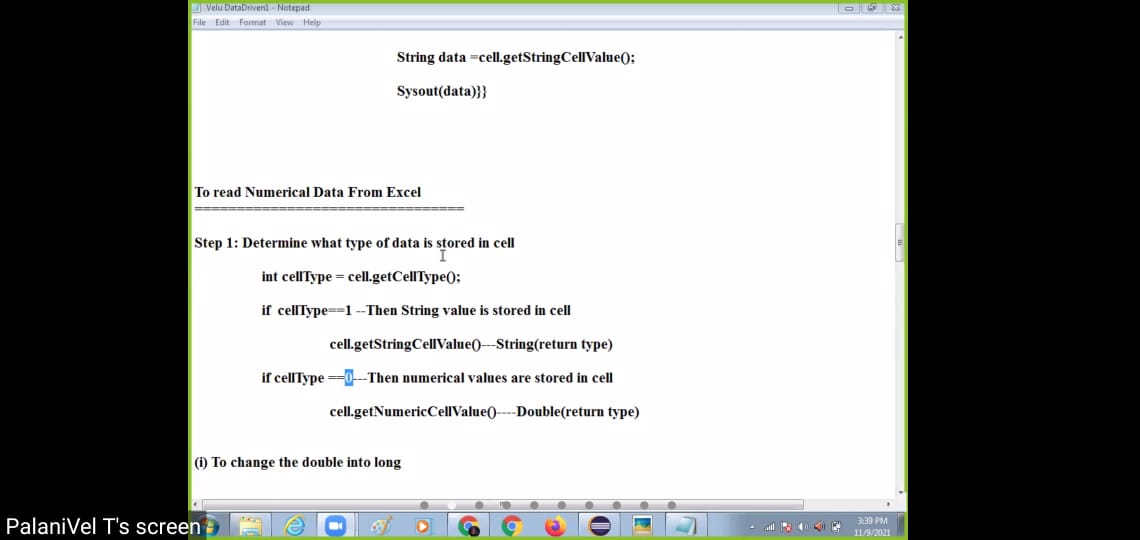 Velu DataDriven1 - Notepad
File Edit Format View Help
String data =cell.getStringCellValue();
Sysout(data)}}
To read Numerical Data From Excel
================================
Step 1: Determine what type of data is stored in cell
int cellType = cell.getCellType();
if cellType==1 --Then String value is stored in cell
cell.getStringCellValue()---String(return type)
if cellType ==0---Then numerical values are stored in cell
cell.getNumericCellValue()----Double(return type)
(i) To change the double into long
PalaniVel T's screen
3:39 PM
11/9/2021